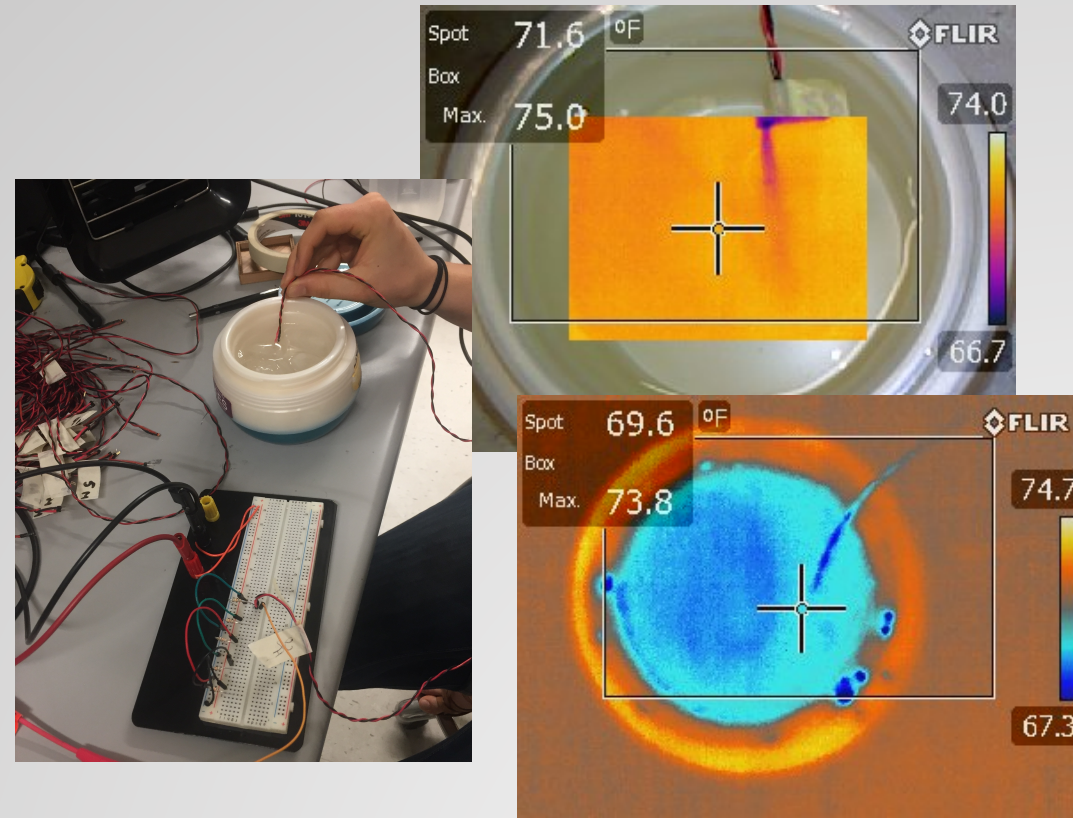 Spot 71.6 °F
Box
Max. 75.0
FLIR
74.0
66.7
Spot 69.6 °F
Box
Max. 73.8
FLIR
74.7
67.3